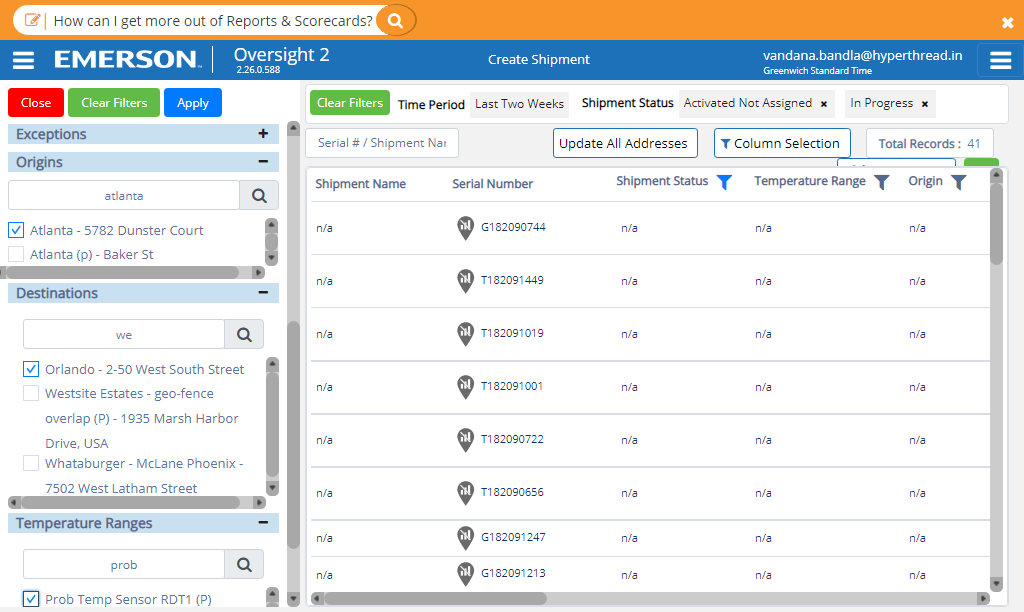 How can I get more out of Reports & Scorecards?
EMERSON
Oversight 2
2.26.0.588
Create Shipment
vandana.bandla@hyperthread.in
Greenwich Standard Time
Close
Clear Filters
Apply
Exceptions
Origins
atlanta
Atlanta - 5782 Dunster Court
Atlanta (p) - Baker St
Destinations
we
Orlando - 2-50 West South Street
Westsite Estates - geo-fence
overlap (P) - 1935 Marsh Harbor
Drive, USA
Whataburger - McLane Phoenix -
7502 West Latham Street
Temperature Ranges
prob
Prob Temp Sensor RDT1 (P)
Clear Filters Time Period Last Two Weeks Shipment Status Activated Not Assigned × In Progress ×
Serial # / Shipment Nar
Update All Addresses
Column Selection
Total Records : 41
Shipment Name Serial Number Shipment Status Temperature Range Origin
n/a G182090744 n/a n/a n/a
n/a T182091449 n/a n/a n/a
n/a T182091019 n/a n/a n/a
n/a T182091001 n/a n/a n/a
n/a T182090722 n/a n/a n/a
n/a T182090656 n/a n/a n/a
n/a G182091247 n/a n/a n/a
n/a G182091213 n/a n/a n/a